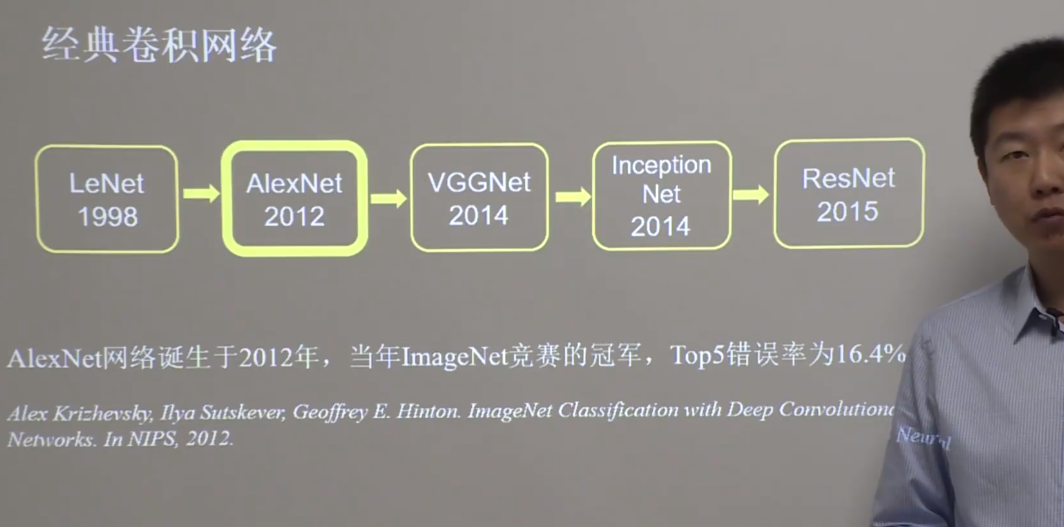 经典卷积网络
LeNet
1998
AlexNet
2012
VGGNet
2014
Inception
Net
2014
ResNet
2015
AlexNet网络诞生于2012年，当年ImageNet竞赛的冠军，Top5错误率为16.4%
Alex Krizhevsky, Ilya Sutskever, Geoffrey E. Hinton. ImageNet Classification with Deep Convolutional Neural
Networks. In NIPS, 2012.